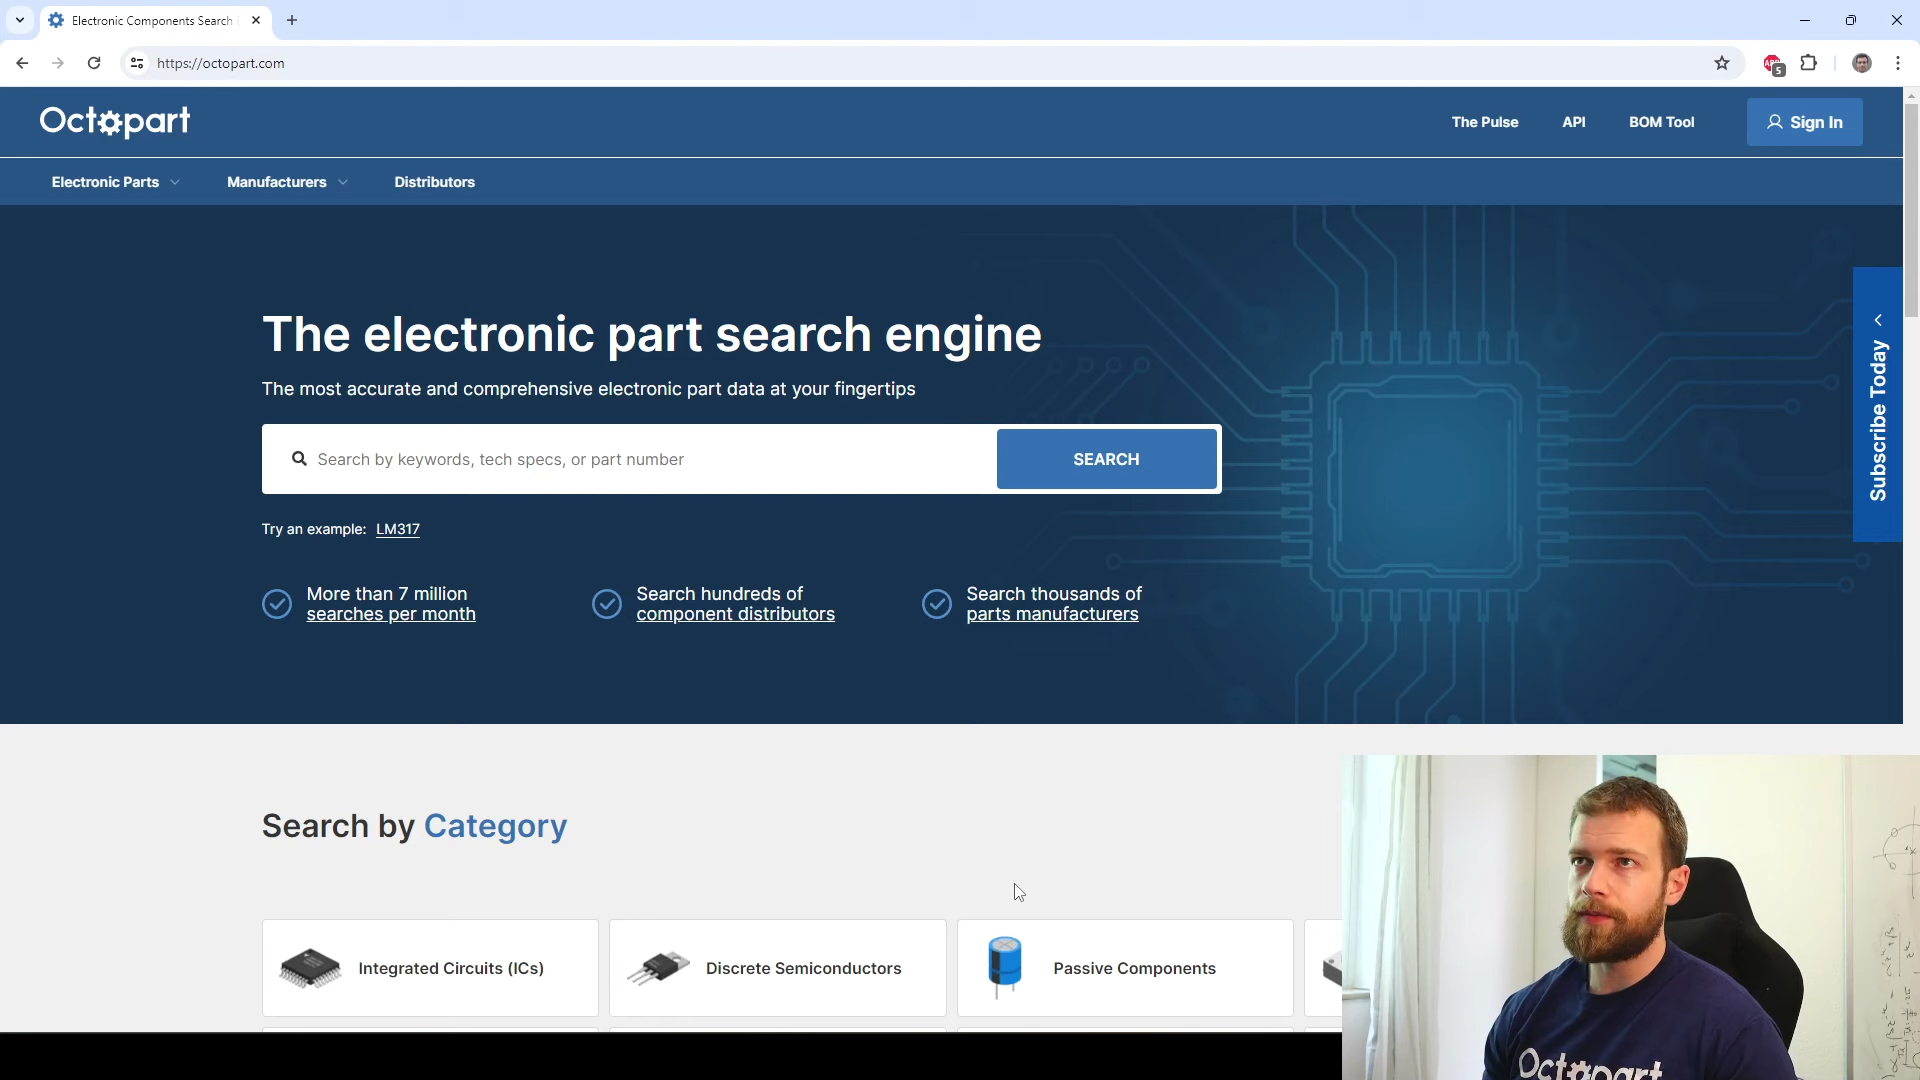 Electronic Components Search
https://octopart.com
ABP
5
Octopart
The Pulse
API
BOM Tool
Sign In
Electronic Parts
Manufacturers
Distributors
The electronic part search engine
The most accurate and comprehensive electronic part data at your fingertips
Search by keywords, tech specs, or part number
SEARCH
Try an example: LM317
More than 7 million
searches per month
Search hundreds of
component distributors
Search thousands of
parts manufacturers
Subscribe Today
Search by Category
Integrated Circuits (ICs)
Discrete Semiconductors
Passive Components
Octopart